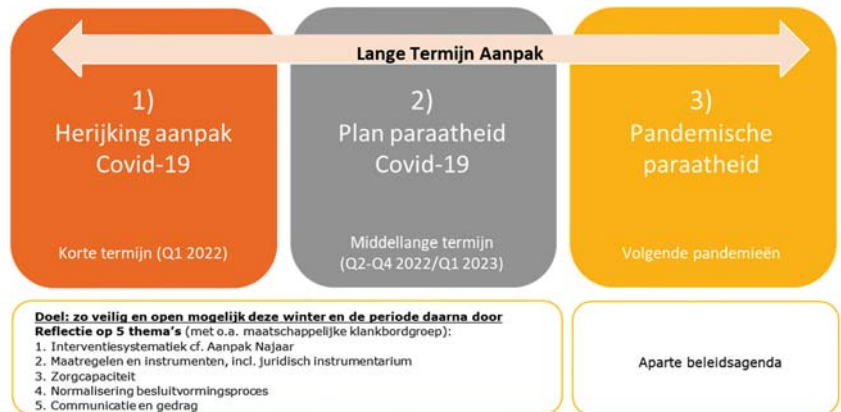 Lange Termijn Aanpak
1)
Herijking aanpak
Covid-19
Korte termijn (Q1 2022)
2)
Plan paraatheid
Covid-19
Middellange termijn
(Q2-Q4 2022/Q1 2023)
3)
Pandemische
paraatheid
Volgende pandemieën
Doel: zo veilig en open mogelijk deze winter en de periode daarna door
Reflectie op 5 thema's (met o.a. maatschappelijke klankbordgroep):
1. Interventiesystematiek cf. Aanpak Najaar
2. Maatregelen en instrumenten, incl. juridisch instrumentarium
3. Zorgcapaciteit
4. Normalisering besluitvormingsproces
5. Communicatie en gedrag
Aparte beleidsagenda